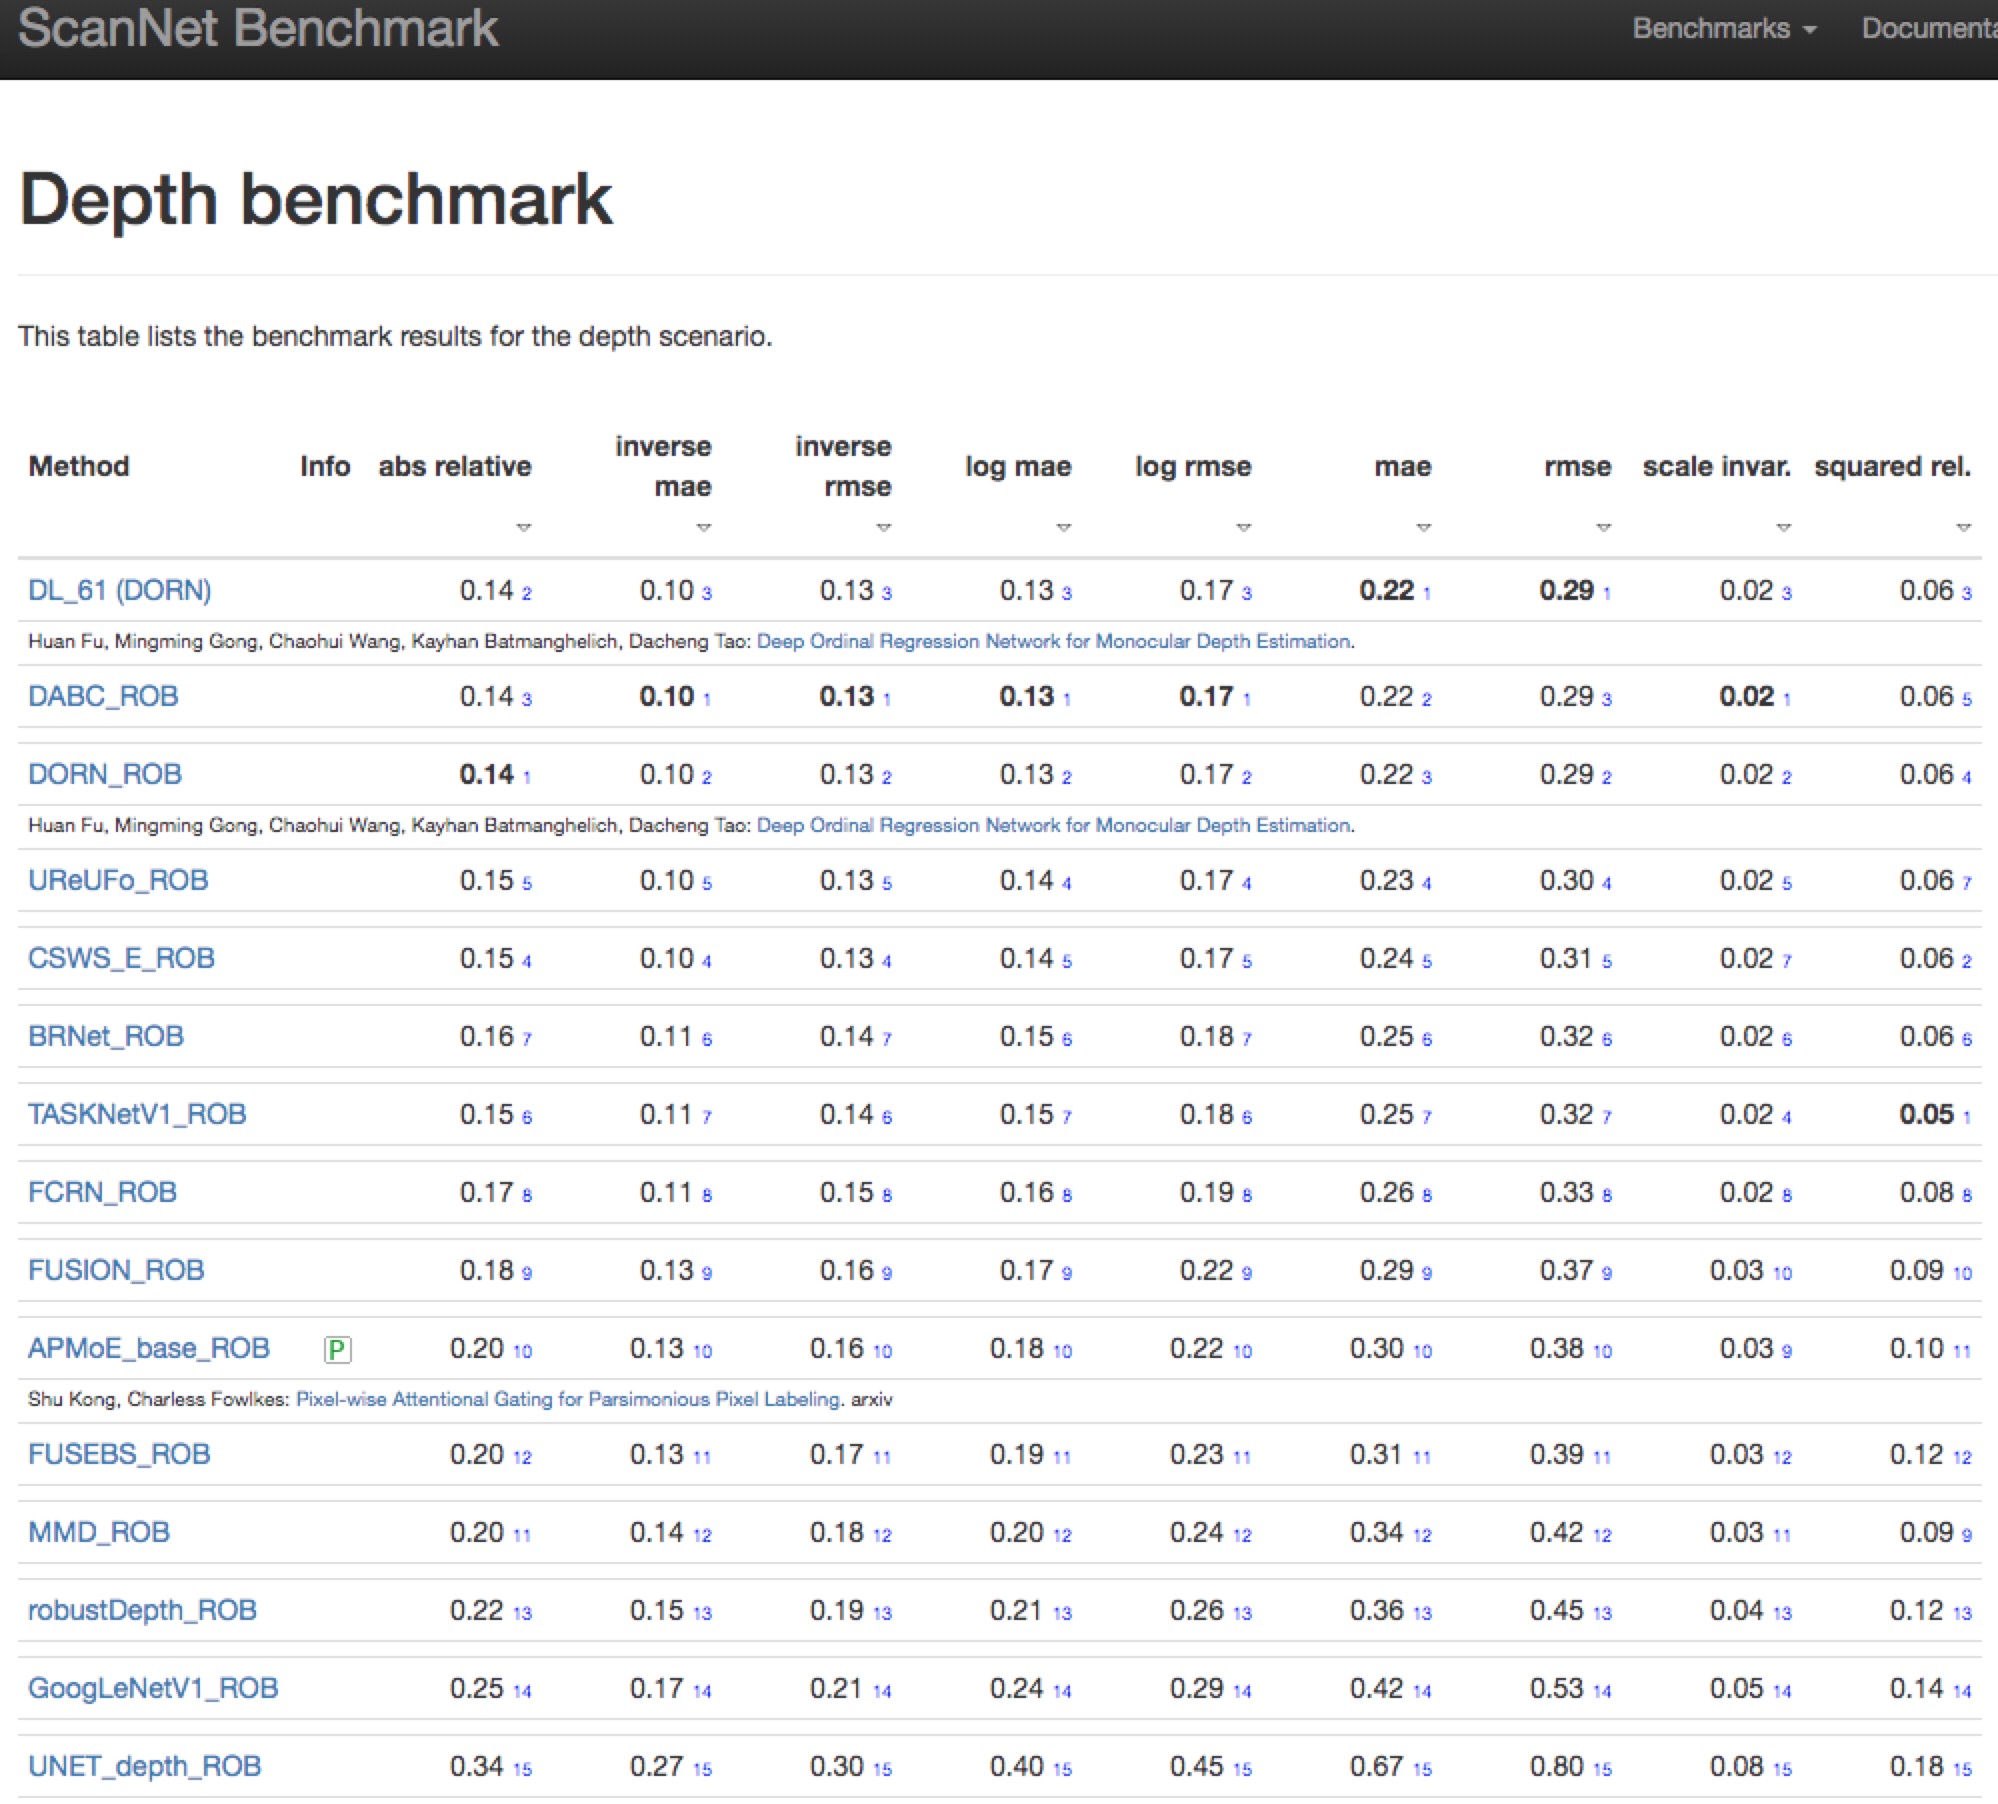 ScanNet Benchmark Benchmarks
Depth benchmark
This table lists the benchmark results for the depth scenario.
Method Info abs relative inverse mae inverse rmse log mae log rmse mae rmse scale invar. squared rel.
DL_61 (DORN) 0.14 2 0.10 3 0.13 3 0.13 3 0.17 3 0.22 1 0.29 1 0.02 3 0.06 3
Huan Fu, Mingming Gong, Chaohui Wang, Kayhan Batmanghelich, Dacheng Tao: Deep Ordinal Regression Network for Monocular Depth Estimation.
DABC_ROB 0.14 3 0.10 1 0.13 1 0.13 1 0.17 1 0.22 2 0.29 3 0.02 1 0.06 5
DORN_ROB 0.14 1 0.10 2 0.13 2 0.13 2 0.17 2 0.22 3 0.29 2 0.02 2 0.06 4
Huan Fu, Mingming Gong, Chaohui Wang, Kayhan Batmanghelich, Dacheng Tao: Deep Ordinal Regression Network for Monocular Depth Estimation.
UReUFo_ROB 0.15 5 0.10 5 0.13 5 0.14 4 0.17 4 0.23 4 0.30 4 0.02 5 0.06 7
CSWS_E_ROB 0.15 4 0.10 4 0.13 4 0.14 5 0.17 5 0.24 5 0.31 5 0.02 7 0.06 2
BRNet_ROB 0.16 7 0.11 6 0.14 7 0.15 6 0.18 7 0.25 6 0.32 6 0.02 6 0.06 6
TASKNetV1_ROB 0.15 6 0.11 7 0.14 6 0.15 7 0.18 6 0.25 7 0.32 7 0.02 4 0.05 1
FCRN_ROB 0.17 8 0.11 8 0.15 8 0.16 8 0.19 8 0.26 8 0.33 8 0.02 8 0.08 8
FUSION_ROB 0.18 9 0.13 9 0.16 9 0.17 9 0.22 9 0.29 9 0.37 9 0.03 10 0.09 10
APMoE_base_ROB P 0.20 10 0.13 10 0.16 10 0.18 10 0.22 10 0.30 10 0.38 10 0.03 9 0.10 11
Shu Kong, Charless Fowlkes: Pixel-wise Attentional Gating for Parsimonious Pixel Labeling. arxiv
FUSEBS_ROB 0.20 12 0.13 11 0.17 11 0.19 11 0.23 11 0.31 11 0.39 11 0.03 12 0.12 12
MMD_ROB 0.20 11 0.14 12 0.18 12 0.20 12 0.24 12 0.34 12 0.42 12 0.03 11 0.09 9
robustDepth_ROB 0.22 13 0.15 13 0.19 13 0.21 13 0.26 13 0.36 13 0.45 13 0.04 13 0.12 13
GoogLeNetV1_ROB 0.25 14 0.17 14 0.21 14 0.24 14 0.29 14 0.42 14 0.53 14 0.05 14 0.14 14
UNET_depth_ROB 0.34 15 0.27 15 0.30 15 0.40 15 0.45 15 0.67 15 0.80 15 0.08 15 0.18 15